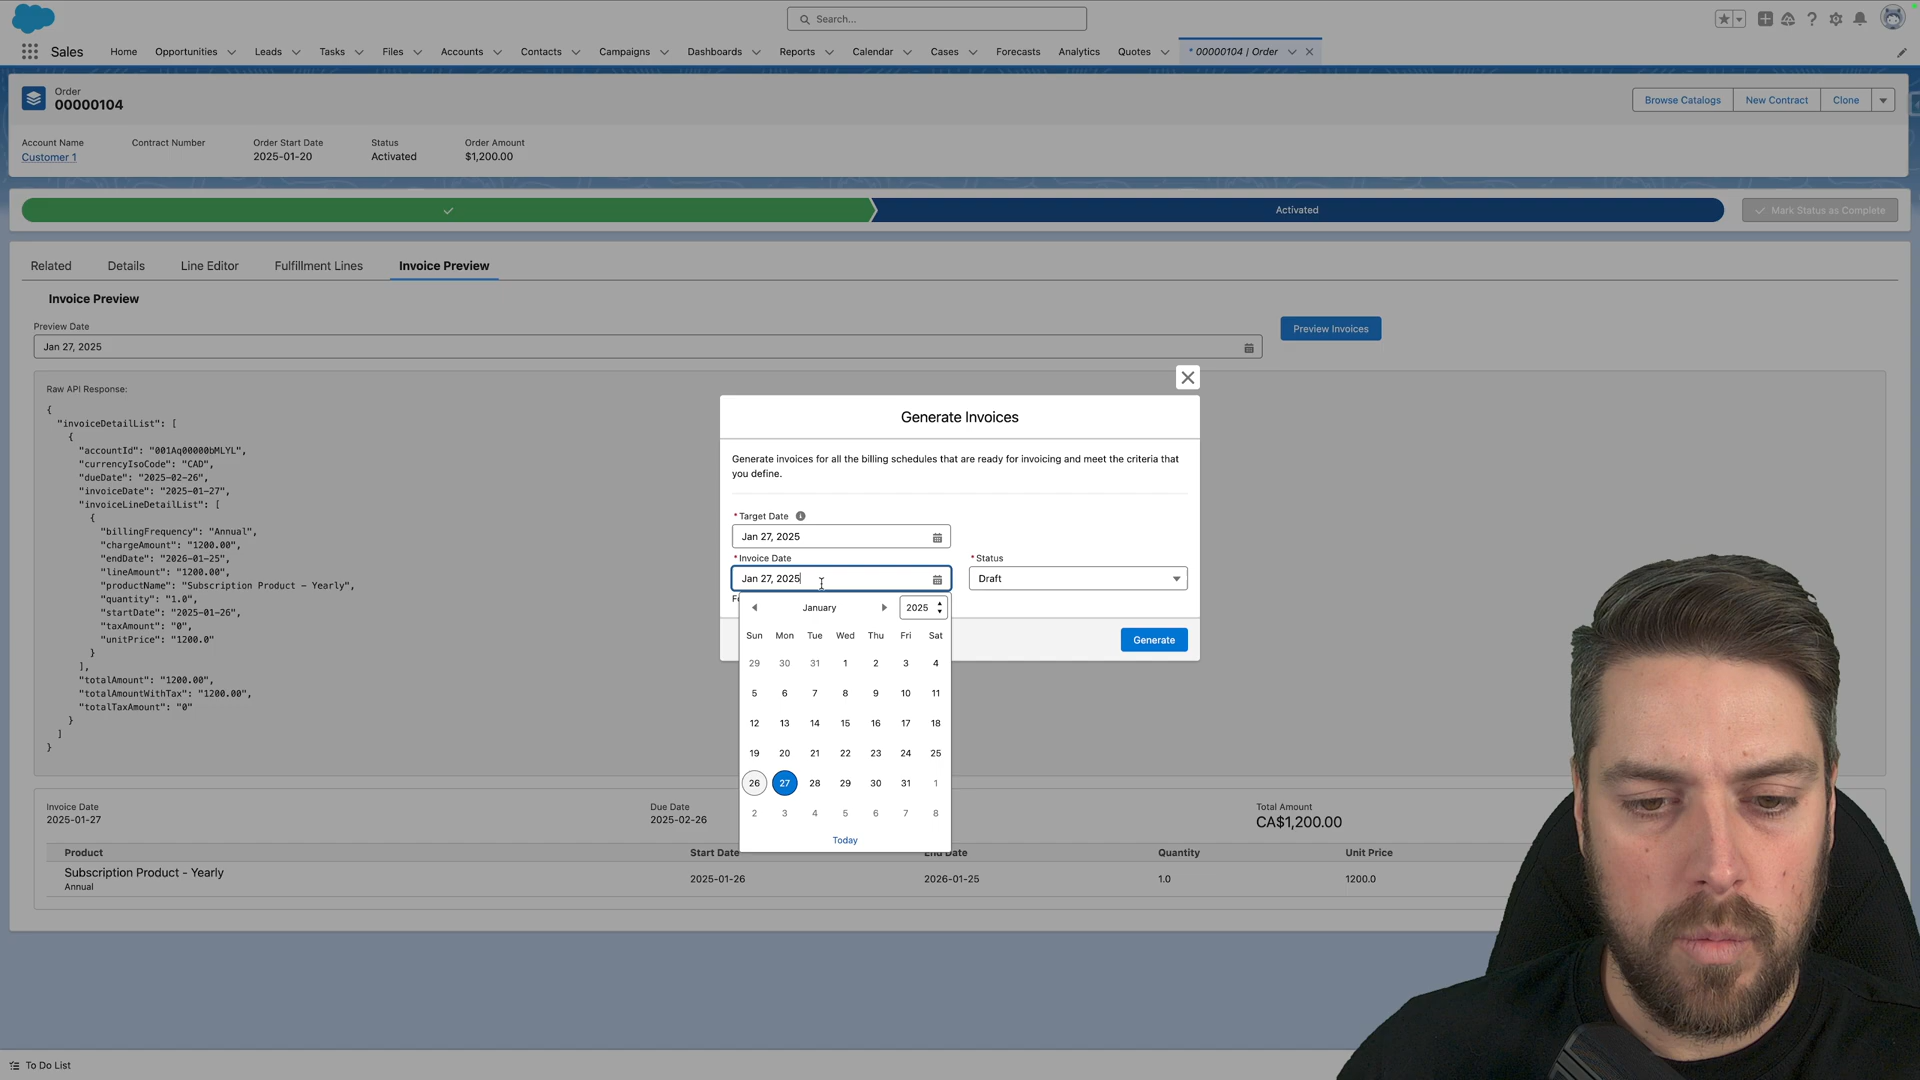 Search...
Sales
Home
Opportunities
Leads
Tasks
Files
Accounts
Contacts
Campaigns
Dashboards
Reports
Calendar
Cases
Forecasts
Analytics
Quotes
* 00000104 | Order
Order
00000104
Browse Catalogs
New Contract
Clone
Account Name
Contract Number
Order Start Date
Status
Order Amount
Customer 1
2025-01-20
Activated
$1,200.00
Activated
Mark Status as Complete
Related
Details
Line Editor
Fulfillment Lines
Invoice Preview
Invoice Preview
Preview Date
Jan 27, 2025
Preview Invoices
Raw API Response:
{
"invoiceDetailList": [
{
"accountId": "001Aq00000bMLYL",
"currencyIsoCode": "CAD",
"dueDate": "2025-02-26",
"invoiceDate": "2025-01-27",
"invoiceLineDetailList": [
{
"billingFrequency": "Annual",
"chargeAmount": "1200.00",
"endDate": "2026-01-25",
"lineAmount": "1200.00",
"productName": "Subscription Product - Yearly",
"quantity": "1.0",
"startDate": "2025-01-26",
"taxAmount": "0",
"unitPrice": "1200.0"
}
],
"totalAmount": "1200.00",
"totalAmountWithTax": "1200.00",
"totalTaxAmount": "0"
}
]
}
Generate Invoices
Generate invoices for all the billing schedules that are ready for invoicing and meet the criteria that
you define.
* Target Date
Jan 27, 2025
* Invoice Date
* Status
Jan 27, 2025
Draft
January
2025
Sun Mon Tue Wed Thu Fri Sat
29 30 31 1 2 3 4
5 6 7 8 9 10 11
12 13 14 15 16 17 18
19 20 21 22 23 24 25
26 27 28 29 30 31 1
2 3 4 5 6 7 8
Today
Generate
Invoice Date
Due Date
Total Amount
2025-01-27
2025-02-26
CA$1,200.00
Product
Start Date
End Date
Quantity
Unit Price
Subscription Product - Yearly
Annual
2025-01-26
2026-01-25
1.0
1200.0
To Do List